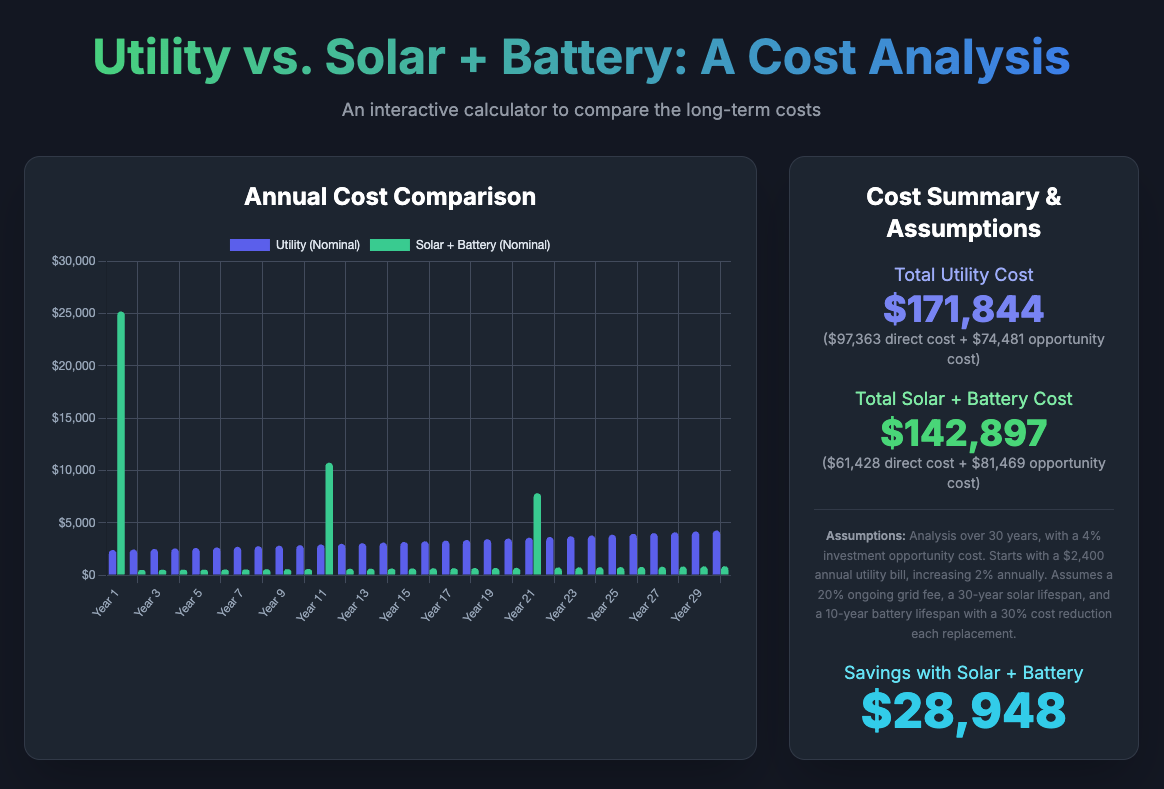 Utility vs. Solar + Battery: A Cost Analysis
An interactive calculator to compare the long-term costs
Annual Cost Comparison
Utility (Nominal)
Solar + Battery (Nominal)
$30,000
$25,000
$20,000
$15,000
$10,000
$5,000
$0
Year 1
Year 3
Year 5
Year 7
Year 9
Year 11
Year 13
Year 15
Year 17
Year 19
Year 21
Year 23
Year 25
Year 27
Year 29
Cost Summary &
Assumptions
Total Utility Cost
$171,844
($97,363 direct cost + $74,481 opportunity
cost)
Total Solar + Battery Cost
$142,897
($61,428 direct cost + $81,469 opportunity
cost)
Assumptions: Analysis over 30 years, with a 4%
investment opportunity cost. Starts with a $2,400
annual utility bill, increasing 2% annually. Assumes a
20% ongoing grid fee, a 30-year solar lifespan, and
a 10-year battery lifespan with a 30% cost reduction
each replacement.
Savings with Solar + Battery
$28,948